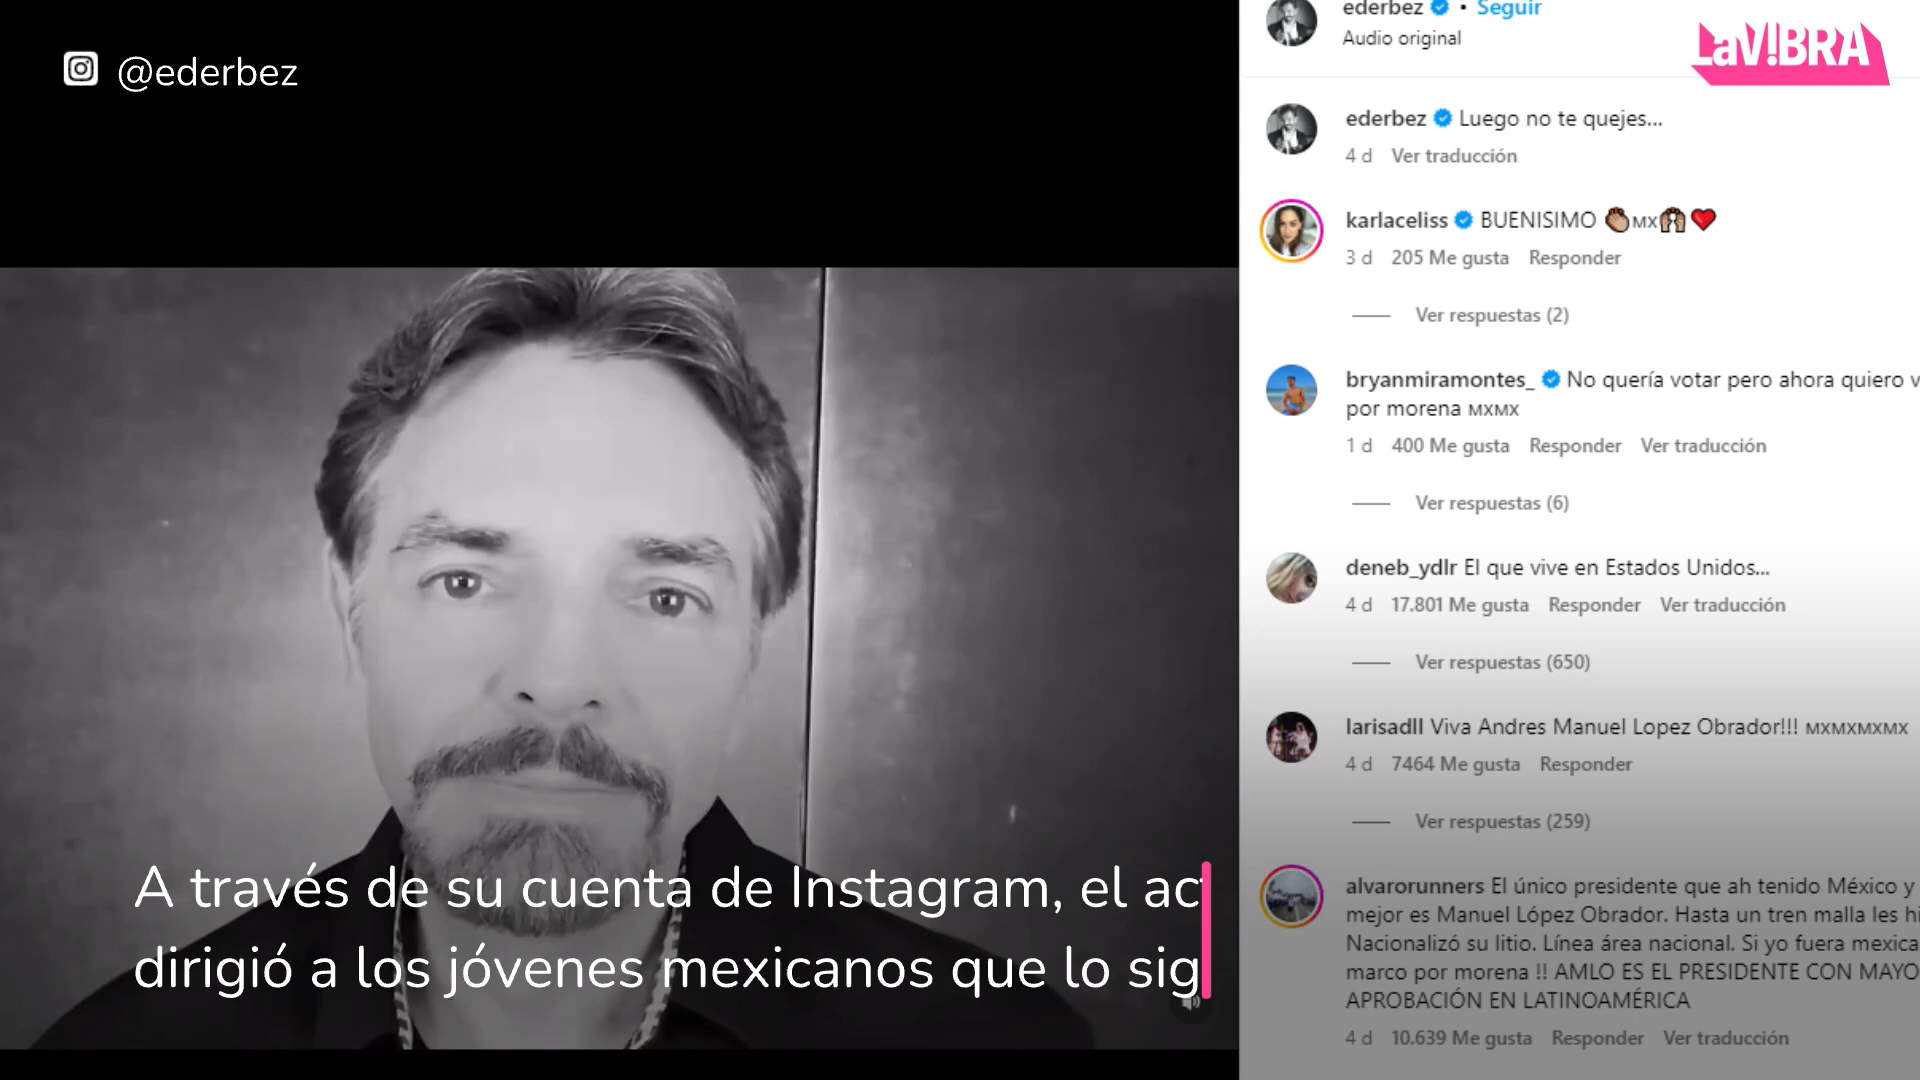 @ederbez
A través de su cuenta de Instagram, el ac
dirigió a los jóvenes mexicanos que lo sig
ederbez • Seguir
Audio original
LaV!BRA
ederbez Luego no te quejes...
4 d Ver traducción
karlaceliss BUENISIMO 👏🏽MX🙌🏽❤️
3 d 205 Me gusta Responder
Ver respuestas (2)
bryanmiramontes_ No quería votar pero ahora quiero v
por morena MXMX
1 d 400 Me gusta Responder Ver traducción
Ver respuestas (6)
deneb_ydlr El que vive en Estados Unidos...
4 d 17.801 Me gusta Responder Ver traducción
Ver respuestas (650)
larisadll Viva Andres Manuel Lopez Obrador!!! MXMXMXMX
4 d 7464 Me gusta Responder
Ver respuestas (259)
alvarorunners El único presidente que ah tenido México y
mejor es Manuel López Obrador. Hasta un tren malla les hi
Nacionalizó su litio. Línea área nacional. Si yo fuera mexica
marco por morena !! AMLO ES EL PRESIDENTE CON MAYO
APROBACIÓN EN LATINOAMÉRICA
4 d 10.639 Me gusta Responder Ver traducción